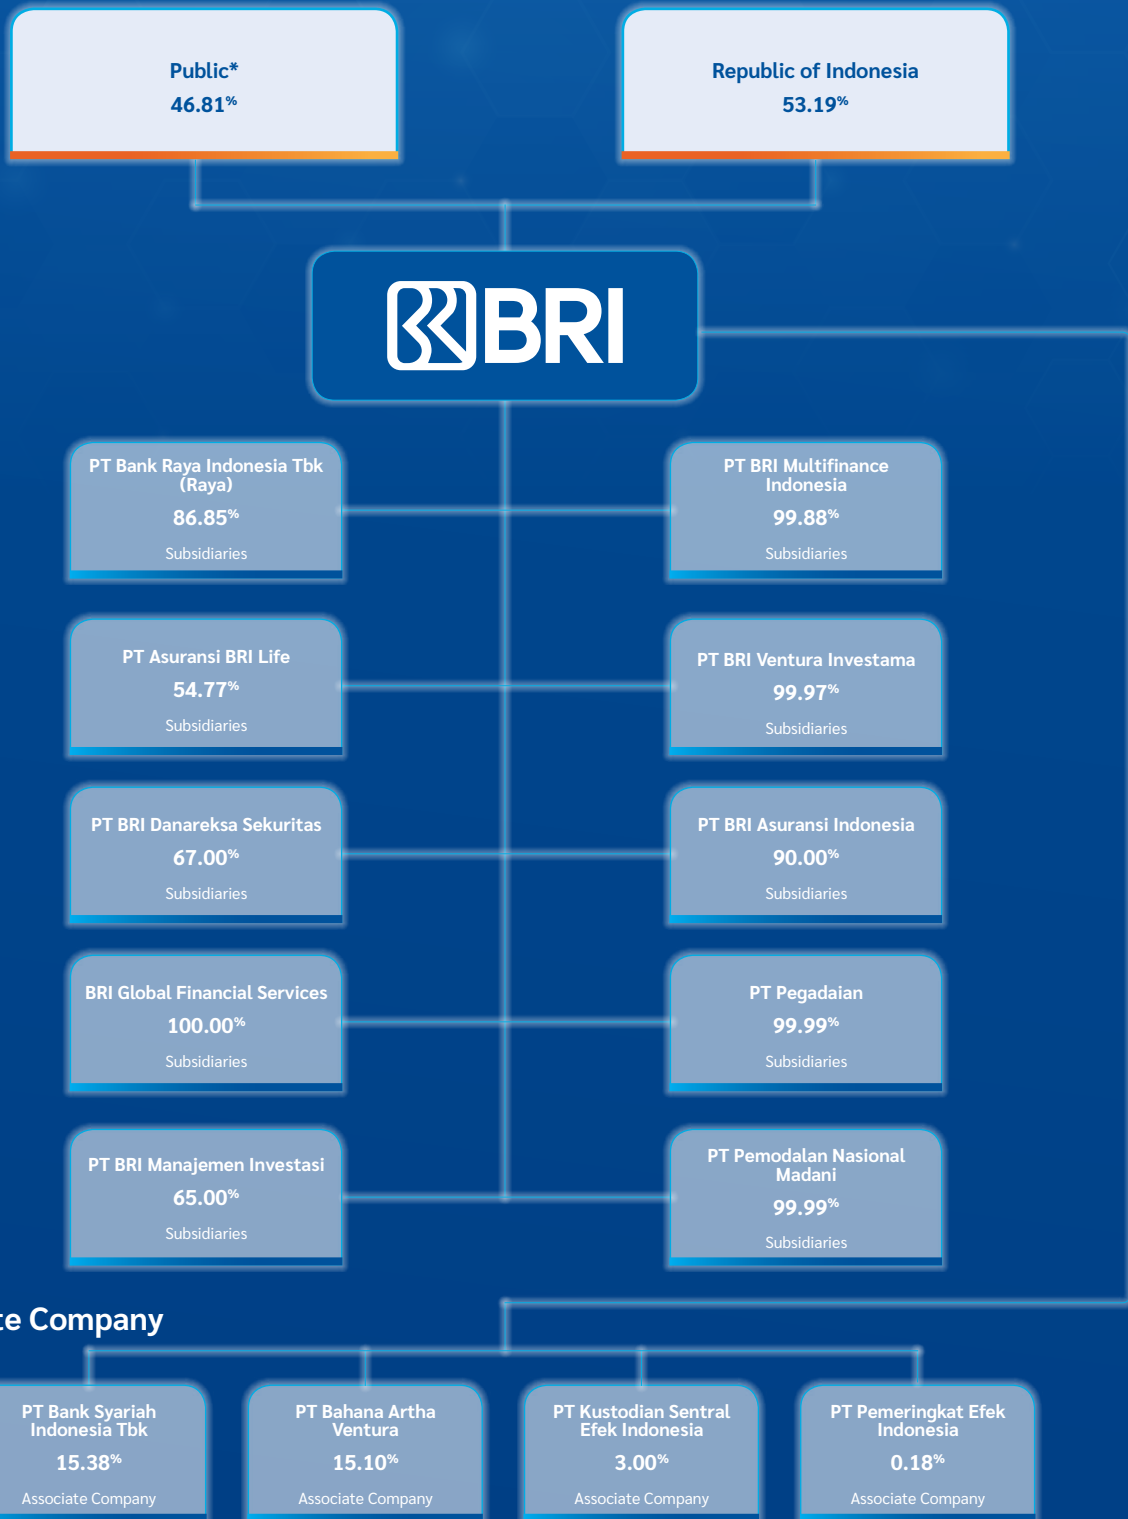 Public*
46.81%
Republic of Indonesia
53.19%
BRI
PT Bank Raya Indonesia Tbk
(Raya)
86.85%
Subsidiaries
PT BRI Multifinance
Indonesia
99.88%
Subsidiaries
PT Asuransi BRI Life
54.77%
Subsidiaries
PT BRI Ventura Investama
99.97%
Subsidiaries
PT BRI Danareksa Sekuritas
67.00%
Subsidiaries
PT BRI Asuransi Indonesia
90.00%
Subsidiaries
BRI Global Financial Services
100.00%
Subsidiaries
PT Pegadaian
99.99%
Subsidiaries
PT BRI Manajemen Investasi
65.00%
Subsidiaries
PT Pemodalan Nasional
Madani
99.99%
Subsidiaries
te Company
PT Bank Syariah
Indonesia Tbk
15.38%
Associate Company
PT Bahana Artha
Ventura
15.10%
Associate Company
PT Kustodian Sentral
Efek Indonesia
3.00%
Associate Company
PT Pemeringkat Efek
Indonesia
0.18%
Associate Company